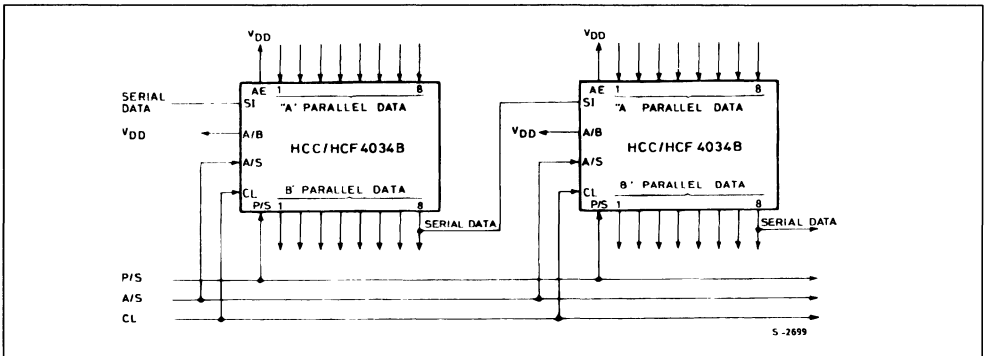 VDD
VDD
AE 1 8
AE 1 8
SERIAL DATA
SI
"A" PARALLEL DATA
SI
"A PARALLEL DATA
VDD
A/B
VDD
A/B
HCC/HCF 4034B
HCC/HCF 4034B
A/S
A/S
B' PARALLEL DATA
8' PARALLEL DATA
CL
CL
P/S 1 8
P/S 1 8
SERIAL DATA
SERIAL DATA
P/S
A/S
CL
S-2699